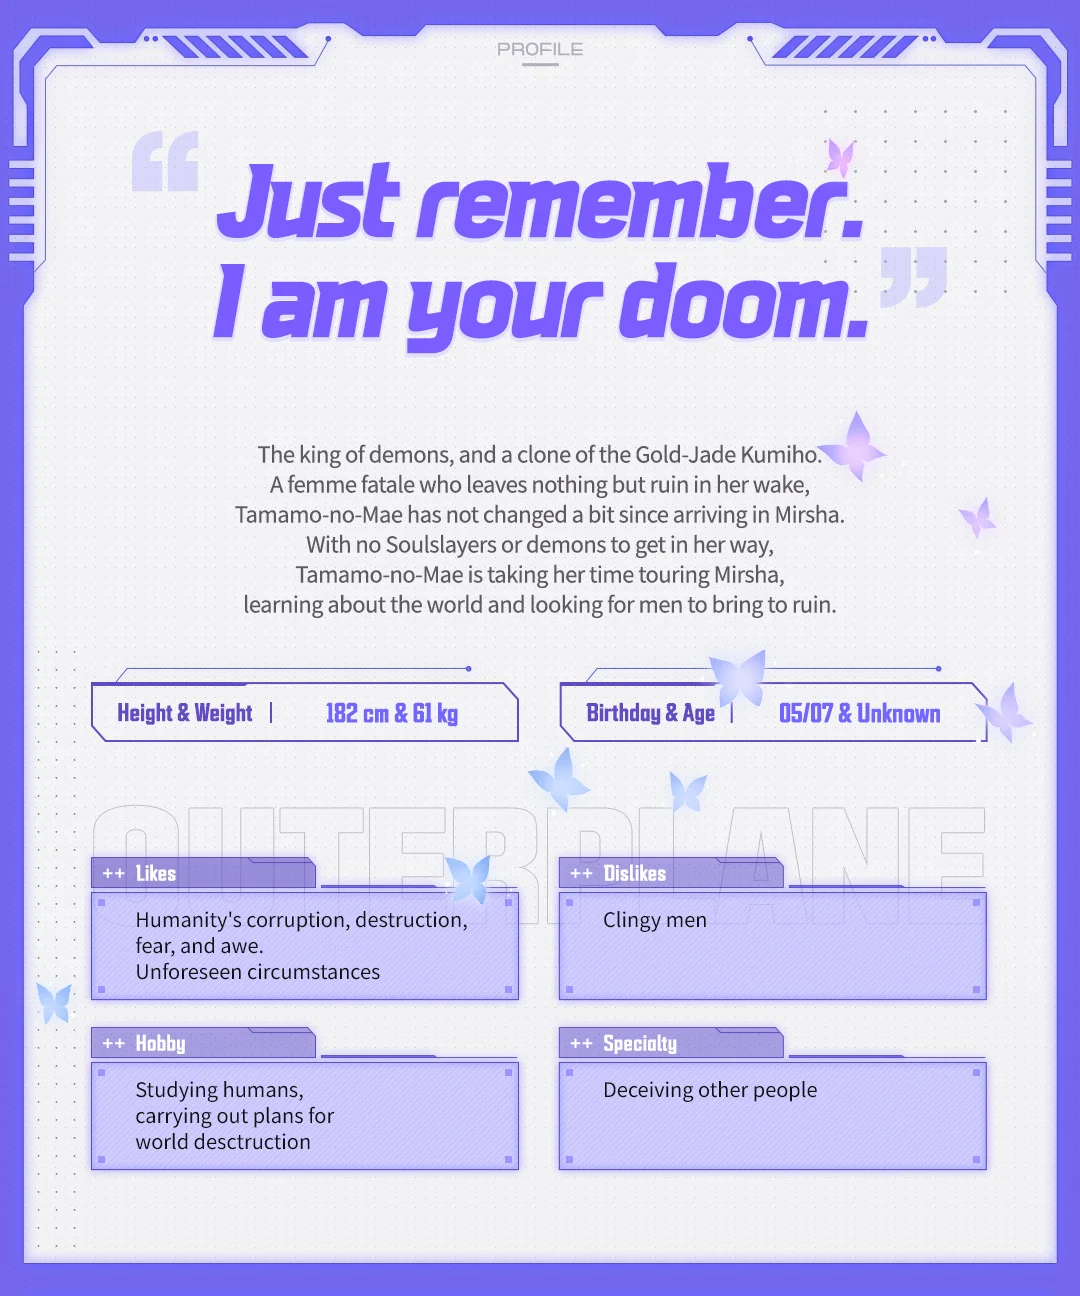 PROFILE
“Just remember.
I am your doom.”
The king of demons, and a clone of the Gold-Jade Kumiho.
A femme fatale who leaves nothing but ruin in her wake,
Tamamo-no-Mae has not changed a bit since arriving in Mirsha.
With no Soulslayers or demons to get in her way,
Tamamo-no-Mae is taking her time touring Mirsha,
learning about the world and looking for men to bring to ruin.
Height & Weight | 182 cm & 61 kg
Birthday & Age | 05/07 & Unknown
OUTERPLANE
++ Likes
Humanity's corruption, destruction,
fear, and awe.
Unforeseen circumstances
++ Dislikes
Clingy men
++ Hobby
Studying humans,
carrying out plans for
world desctruction
++ Specialty
Deceiving other people